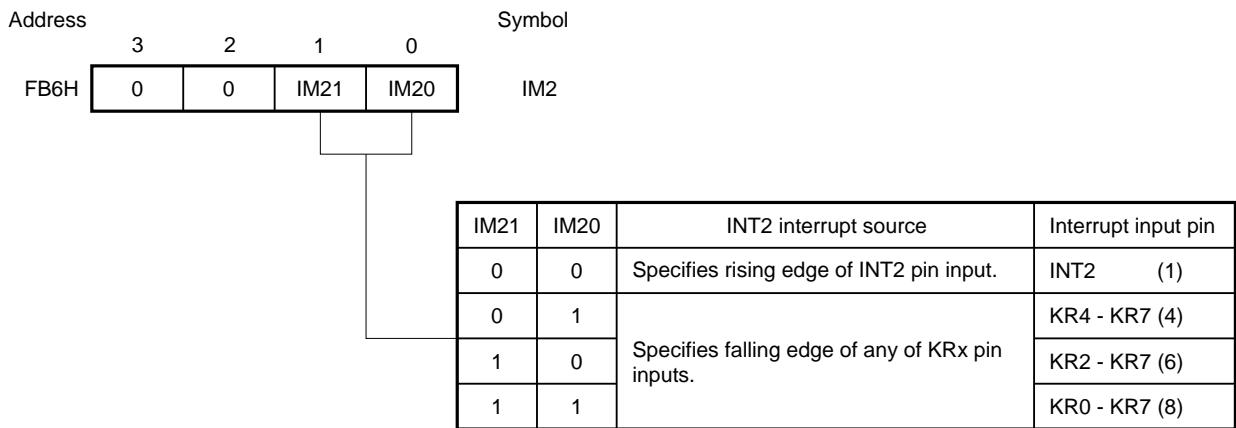 Address Symbol
3 2 1 0
FB6H 0 0 IM21 IM20 IM2
IM21 IM20 INT2 interrupt source Interrupt input pin
0 0 Specifies rising edge of INT2 pin input. INT2 (1)
0 1 KR4 - KR7 (4)
Specifies falling edge of any of KRx pin
inputs.
1 0 KR2 - KR7 (6)
1 1 KR0 - KR7 (8)